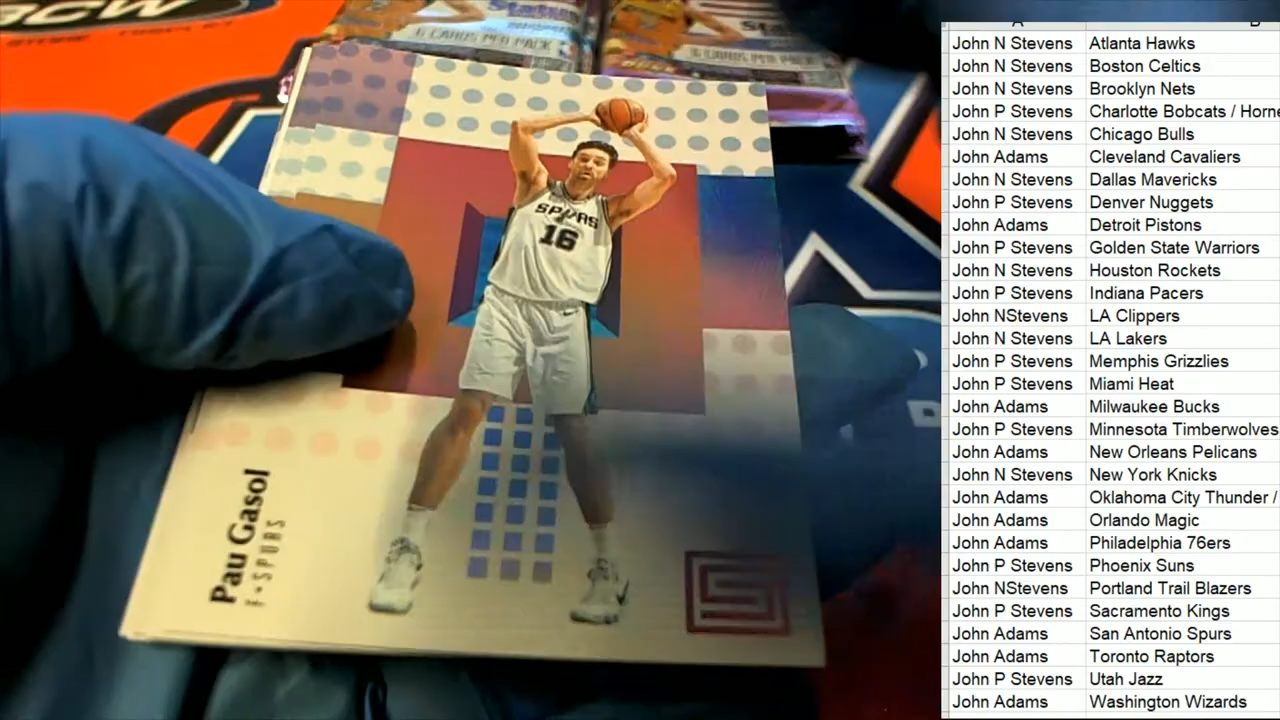 Status
6 CARDS PER PACK
6 CARDS PER PACK
SPURS
16
Pau Gasol
F • SPURS
John N Stevens Atlanta Hawks
John N Stevens Boston Celtics
John N Stevens Brooklyn Nets
John P Stevens Charlotte Bobcats / Horne
John N Stevens Chicago Bulls
John Adams Cleveland Cavaliers
John N Stevens Dallas Mavericks
John P Stevens Denver Nuggets
John Adams Detroit Pistons
John P Stevens Golden State Warriors
John N Stevens Houston Rockets
John P Stevens Indiana Pacers
John NStevens LA Clippers
John N Stevens LA Lakers
John P Stevens Memphis Grizzlies
John P Stevens Miami Heat
John Adams Milwaukee Bucks
John P Stevens Minnesota Timberwolves
John Adams New Orleans Pelicans
John N Stevens New York Knicks
John Adams Oklahoma City Thunder /
John Adams Orlando Magic
John Adams Philadelphia 76ers
John P Stevens Phoenix Suns
John NStevens Portland Trail Blazers
John P Stevens Sacramento Kings
John Adams San Antonio Spurs
John Adams Toronto Raptors
John P Stevens Utah Jazz
John Adams Washington Wizards